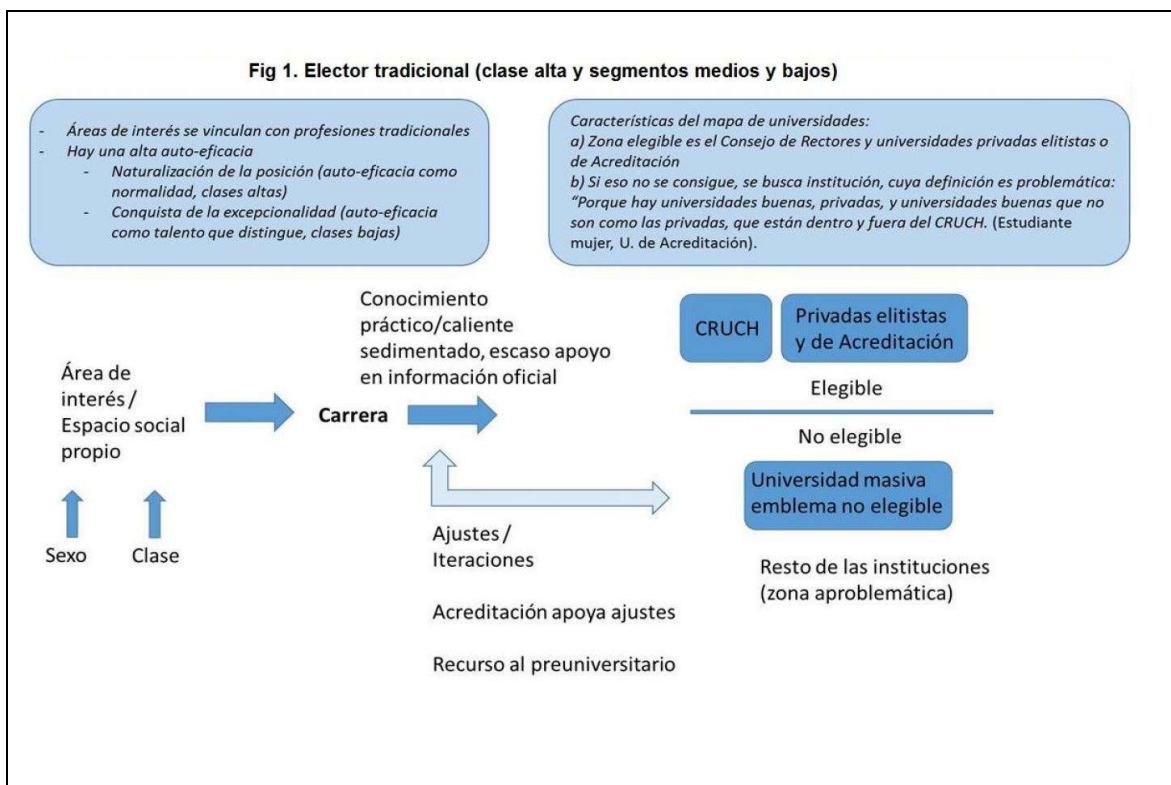 Fig 1. Elector tradicional (clase alta y segmentos medios y bajos)
- Áreas de interés se vinculan con profesiones tradicionales
- Hay una alta auto-eficacia
- Naturalización de la posición (auto-eficacia como
normalidad, clases altas)
- Conquista de la excepcionalidad (auto-eficacia
como talento que distingue, clases bajas)
Características del mapa de universidades:
a) Zona elegible es el Consejo de Rectores y universidades privadas elitistas o
de Acreditación
b) Si eso no se consigue, se busca institución, cuya definición es problemática:
"Porque hay universidades buenas, privadas, y universidades buenas que no
son como las privadas, que están dentro y fuera del CRUCH. (Estudiante
mujer, U. de Acreditación).
Área de
interés /
Espacio social
propio
Sexo
Clase
Carrera
Conocimiento
práctico/caliente
sedimentado, escaso apoyo
en información oficial
Ajustes /
Iteraciones
Acreditación apoya ajustes
Recurso al preuniversitario
CRUCH
Privadas elitistas
y de Acreditación
Elegible
No elegible
Universidad masiva
emblema no elegible
Resto de las instituciones
(zona aproblemática)